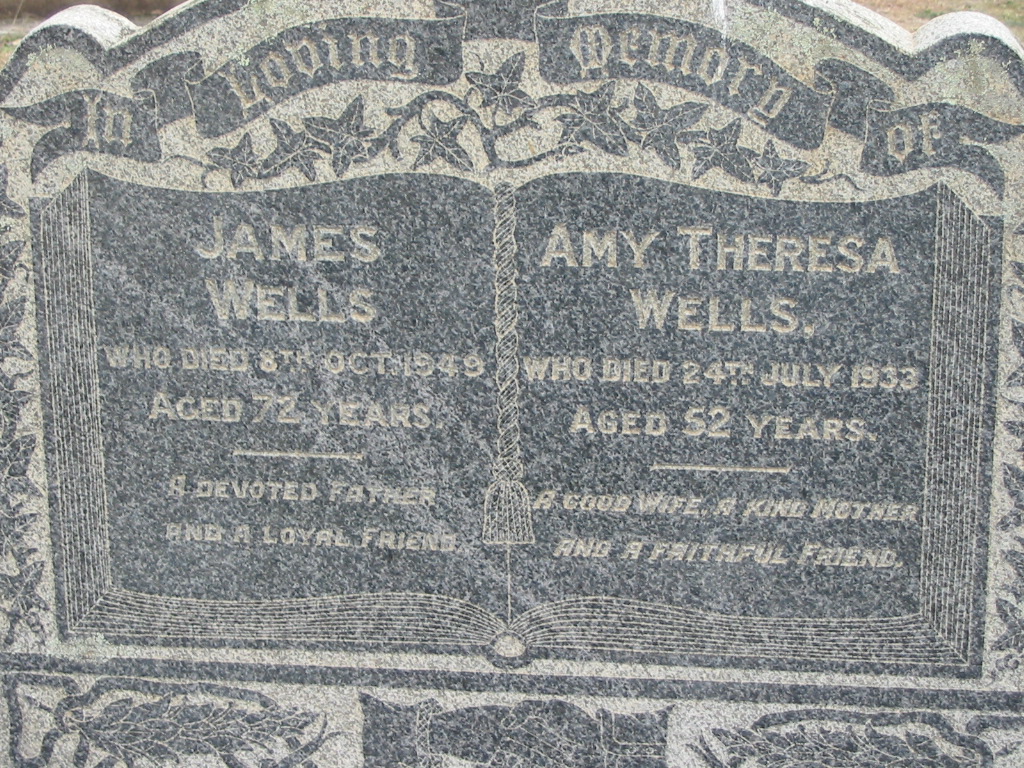 In Loving Memory of
JAMES
WELLS
WHO DIED 8TH OCT. 1949
AGED 72 YEARS.
A DEVOTED FATHER
AND A LOYAL FRIEND
AMY THERESA
WELLS.
WHO DIED 24TH JULY 1933
AGED 52 YEARS.
A GOOD WIFE, A KIND MOTHER
AND A FAITHFUL FRIEND.